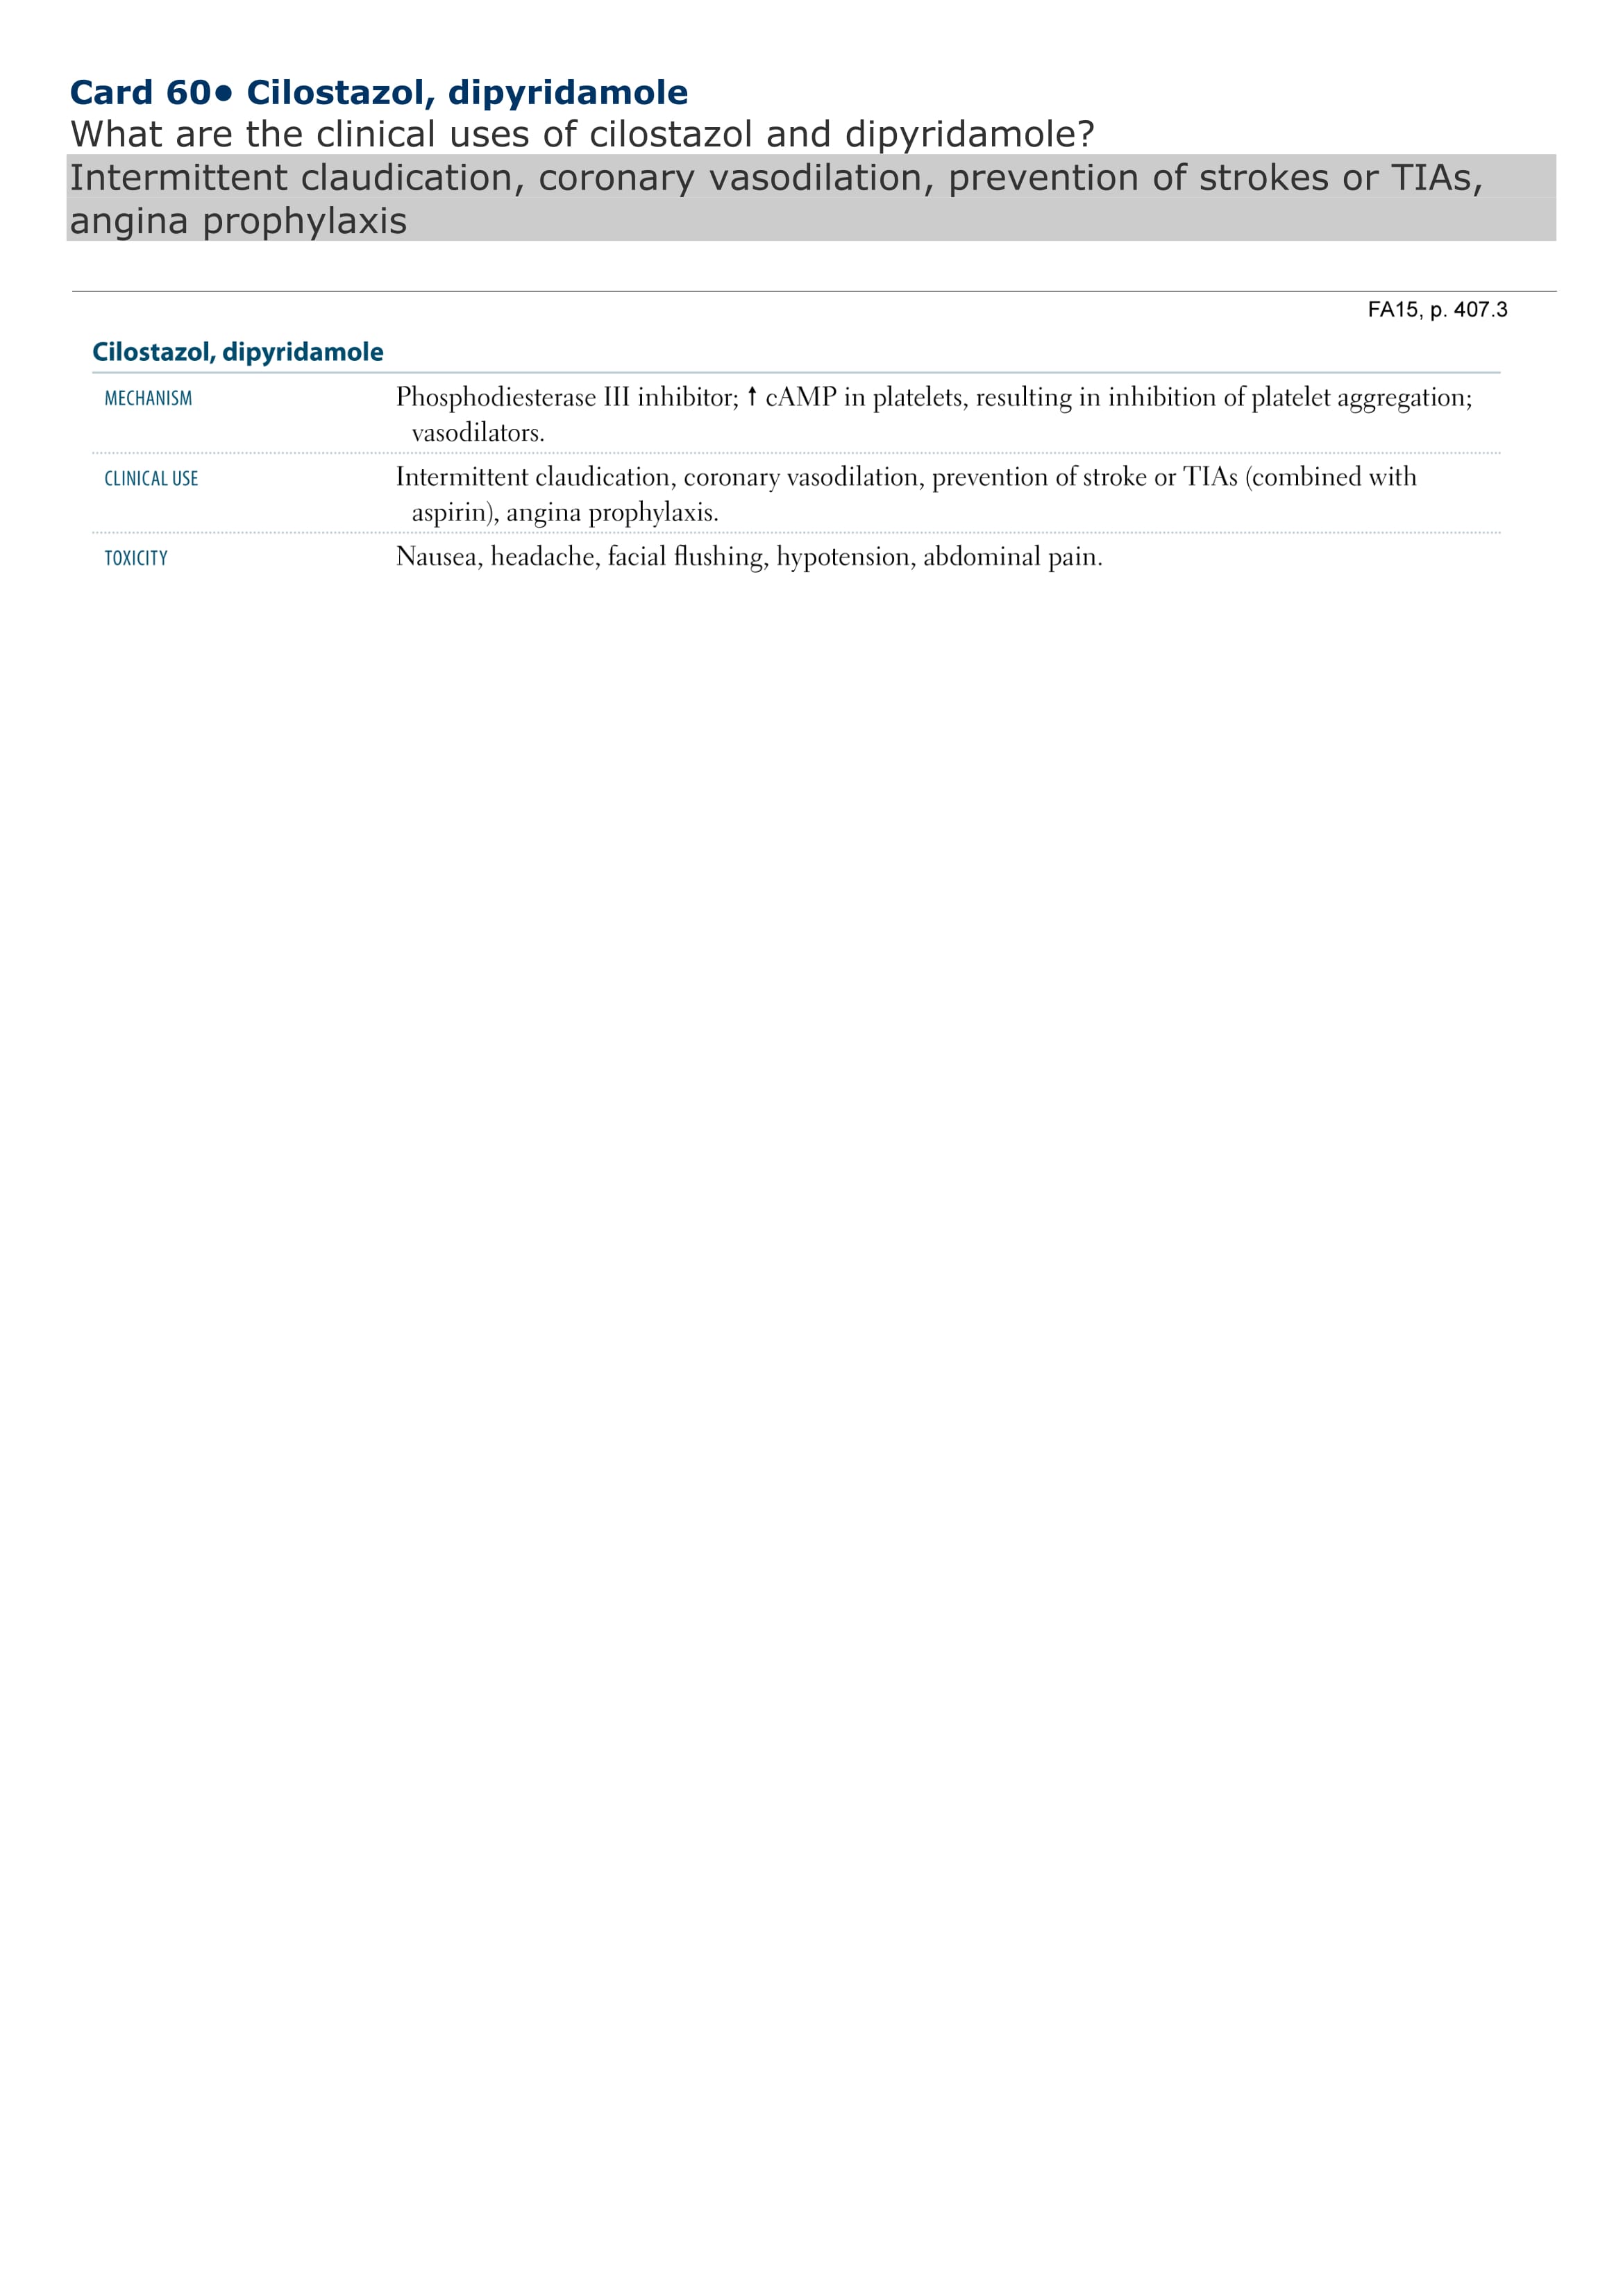 Card 60● Cilostazol, dipyridamole
What are the clinical uses of cilostazol and dipyridamole?
Intermittent claudication, coronary vasodilation, prevention of strokes or TIAs,
angina prophylaxis
FA15, p. 407.3
Cilostazol, dipyridamole
MECHANISM Phosphodiesterase III inhibitor; ↑ cAMP in platelets, resulting in inhibition of platelet aggregation;
vasodilators.
CLINICAL USE Intermittent claudication, coronary vasodilation, prevention of stroke or TIAs (combined with
aspirin), angina prophylaxis.
TOXICITY Nausea, headache, facial flushing, hypotension, abdominal pain.